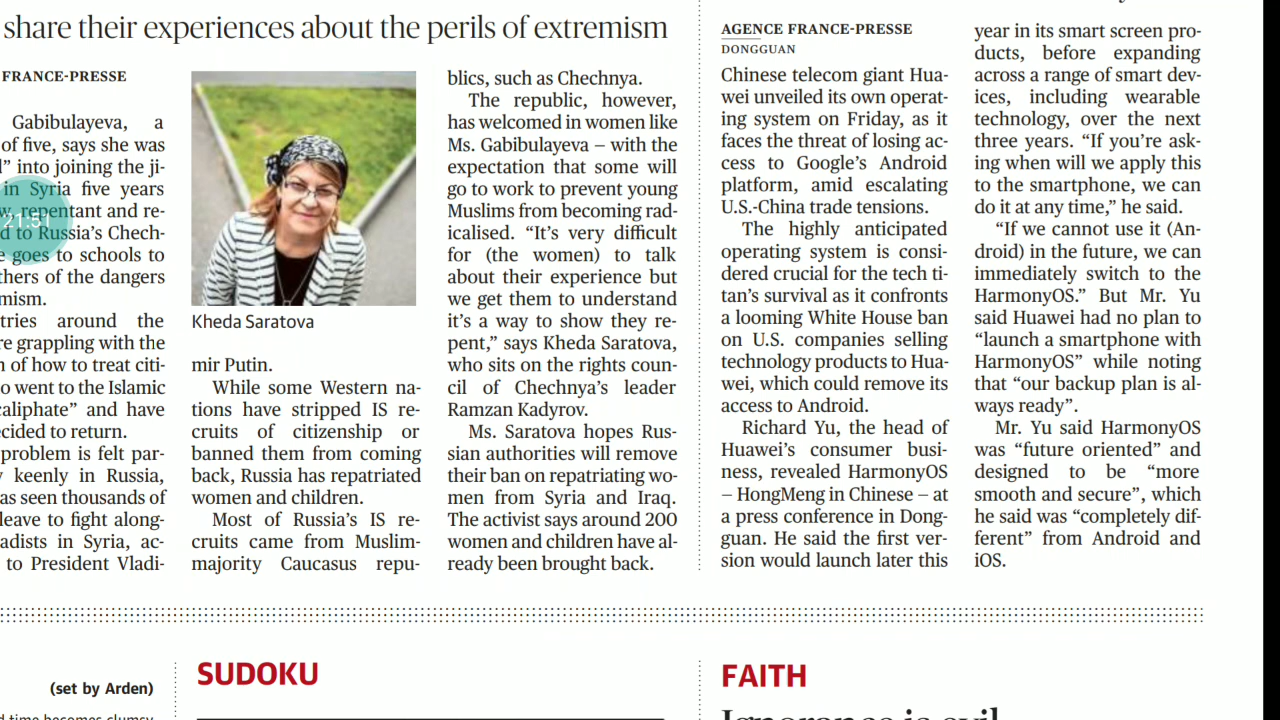 share their experiences about the perils of extremism
FRANCE-PRESSE
Gabibulayeva, a
of five, says she was
into joining the ji-
in Syria five years
repentant and re-
to Russia's Chech-
goes to schools to
of the dangers
around the
grappling with the
of how to treat citi-
went to the Islamic
and have
to return.
problem is felt par-
keenly in Russia,
seen thousands of
leave to fight along-
in Syria, ac-
to President Vladi-
Kheda Saratova
mir Putin.
While some Western na-
tions have stripped IS re-
cruits of citizenship or
banned them from coming
back, Russia has repatriated
women and children.
Most of Russia's IS re-
cruits came from Muslim-
majority Caucasus repu-
blics, such as Chechnya.
The republic, however,
has welcomed in women like
Ms. Gabibulayeva – with the
expectation that some will
go to work to prevent young
Muslims from becoming rad-
icalised. “It's very difficult
for (the women) to talk
about their experience but
we get them to understand
it's a way to show they re-
pent,” says Kheda Saratova,
who sits on the rights coun-
cil of Chechnya's leader
Ramzan Kadyrov.
Ms. Saratova hopes Rus-
sian authorities will remove
their ban on repatriating wo-
men from Syria and Iraq.
The activist says around 200
women and children have al-
ready been brought back.
AGENCE FRANCE-PRESSE
DONGGUAN
Chinese telecom giant Hua-
wei unveiled its own operat-
ing system on Friday, as it
faces the threat of losing ac-
cess to Google's Android
platform, amid escalating
U.S.-China trade tensions.
The highly anticipated
operating system is consi-
dered crucial for the tech ti-
tan's survival as it confronts
a looming White House ban
on U.S. companies selling
technology products to Hua-
wei, which could remove its
access to Android.
Richard Yu, the head of
Huawei's consumer busi-
ness, revealed HarmonyOS
– HongMeng in Chinese – at
a press conference in Dong-
guan. He said the first ver-
sion would launch later this
year in its smart screen pro-
ducts, before expanding
across a range of smart dev-
ices, including wearable
technology, over the next
three years. “If you're ask-
ing when will we apply this
to the smartphone, we can
do it at any time,” he said.
“If we cannot use it (An-
droid) in the future, we can
immediately switch to the
HarmonyOS.” But Mr. Yu
said Huawei had no plan to
“launch a smartphone with
HarmonyOS” while noting
that “our backup plan is al-
ways ready”.
Mr. Yu said HarmonyOS
was “future oriented” and
designed to be “more
smooth and secure”, which
he said was “completely dif-
ferent” from Android and
iOS.
(set by Arden)
time becomes clumsy
SUDOKU
FAITH
Ignorance is evil